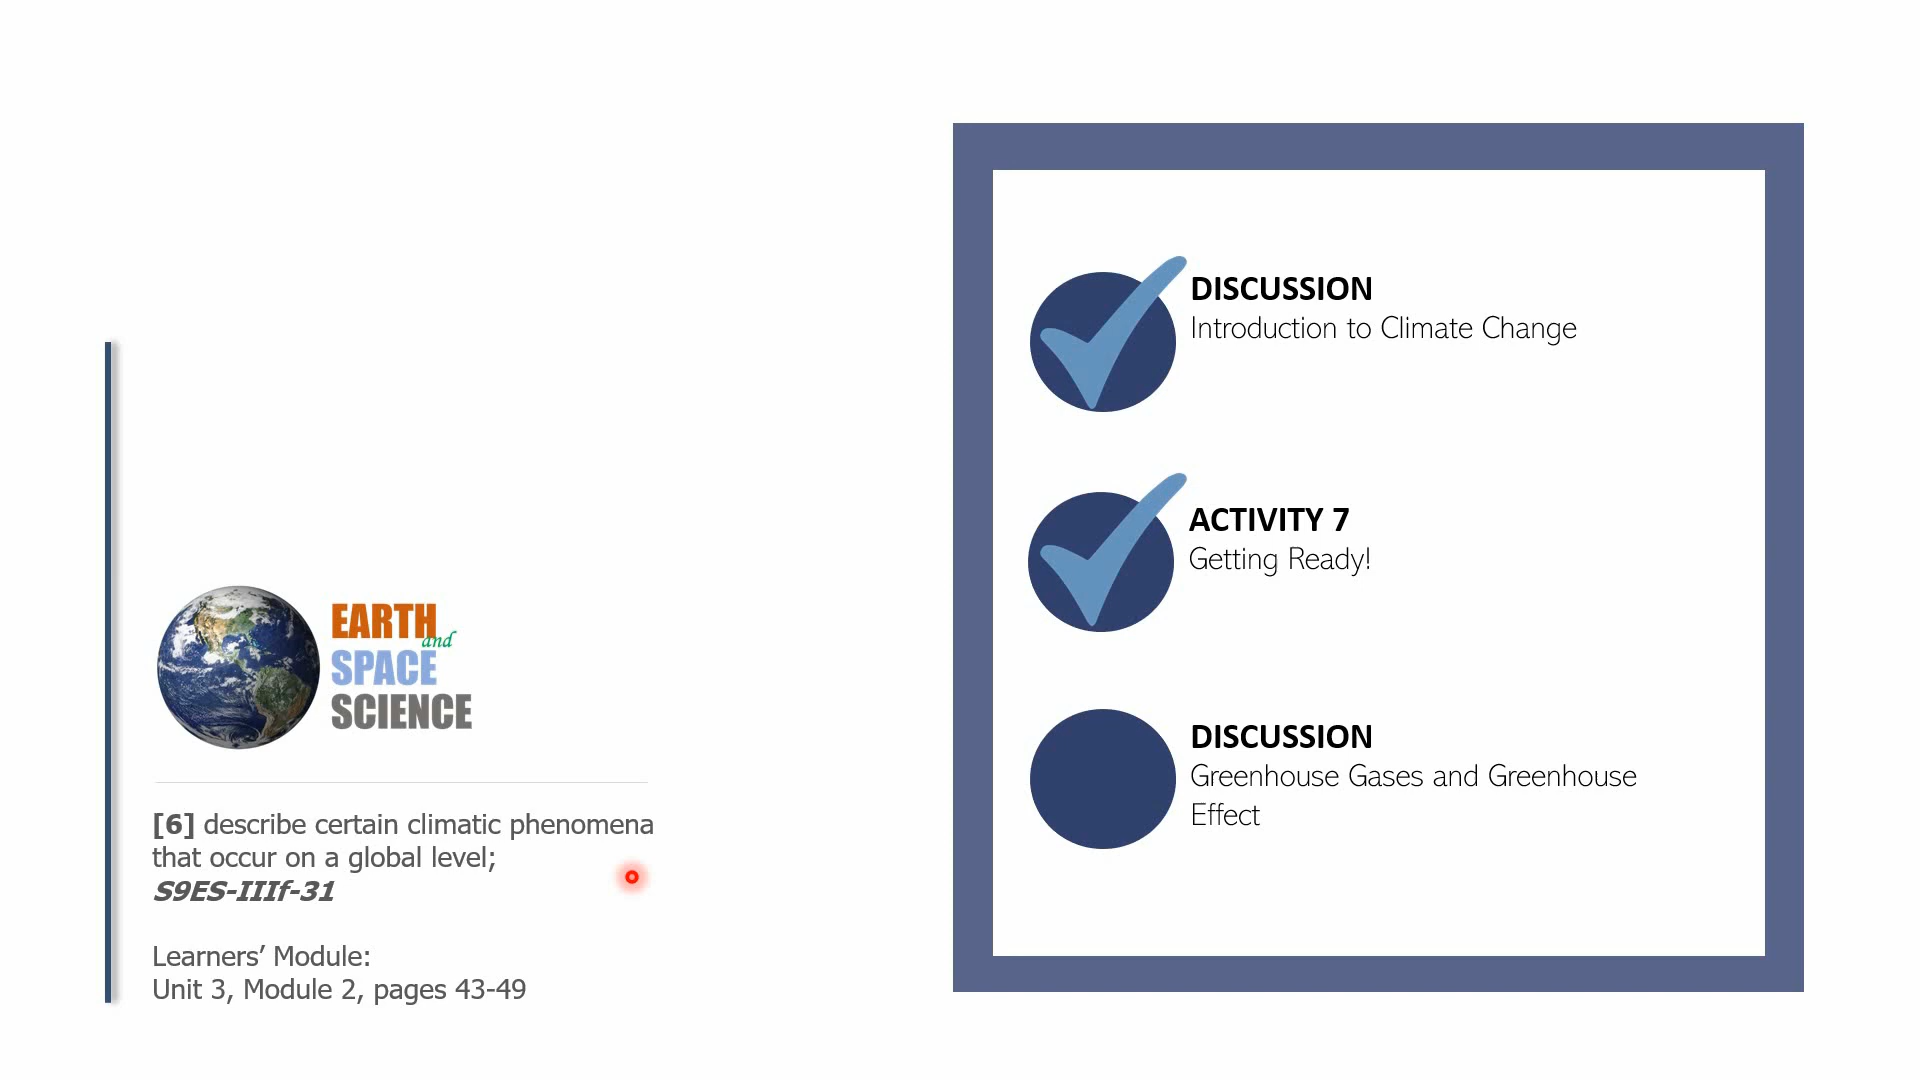 EARTH
and
SPACE
SCIENCE
[6] describe certain climatic phenomena
that occur on a global level;
S9ES-IIIf-31
Learners’ Module:
Unit 3, Module 2, pages 43-49
DISCUSSION
Introduction to Climate Change
ACTIVITY 7
Getting Ready!
DISCUSSION
Greenhouse Gases and Greenhouse
Effect